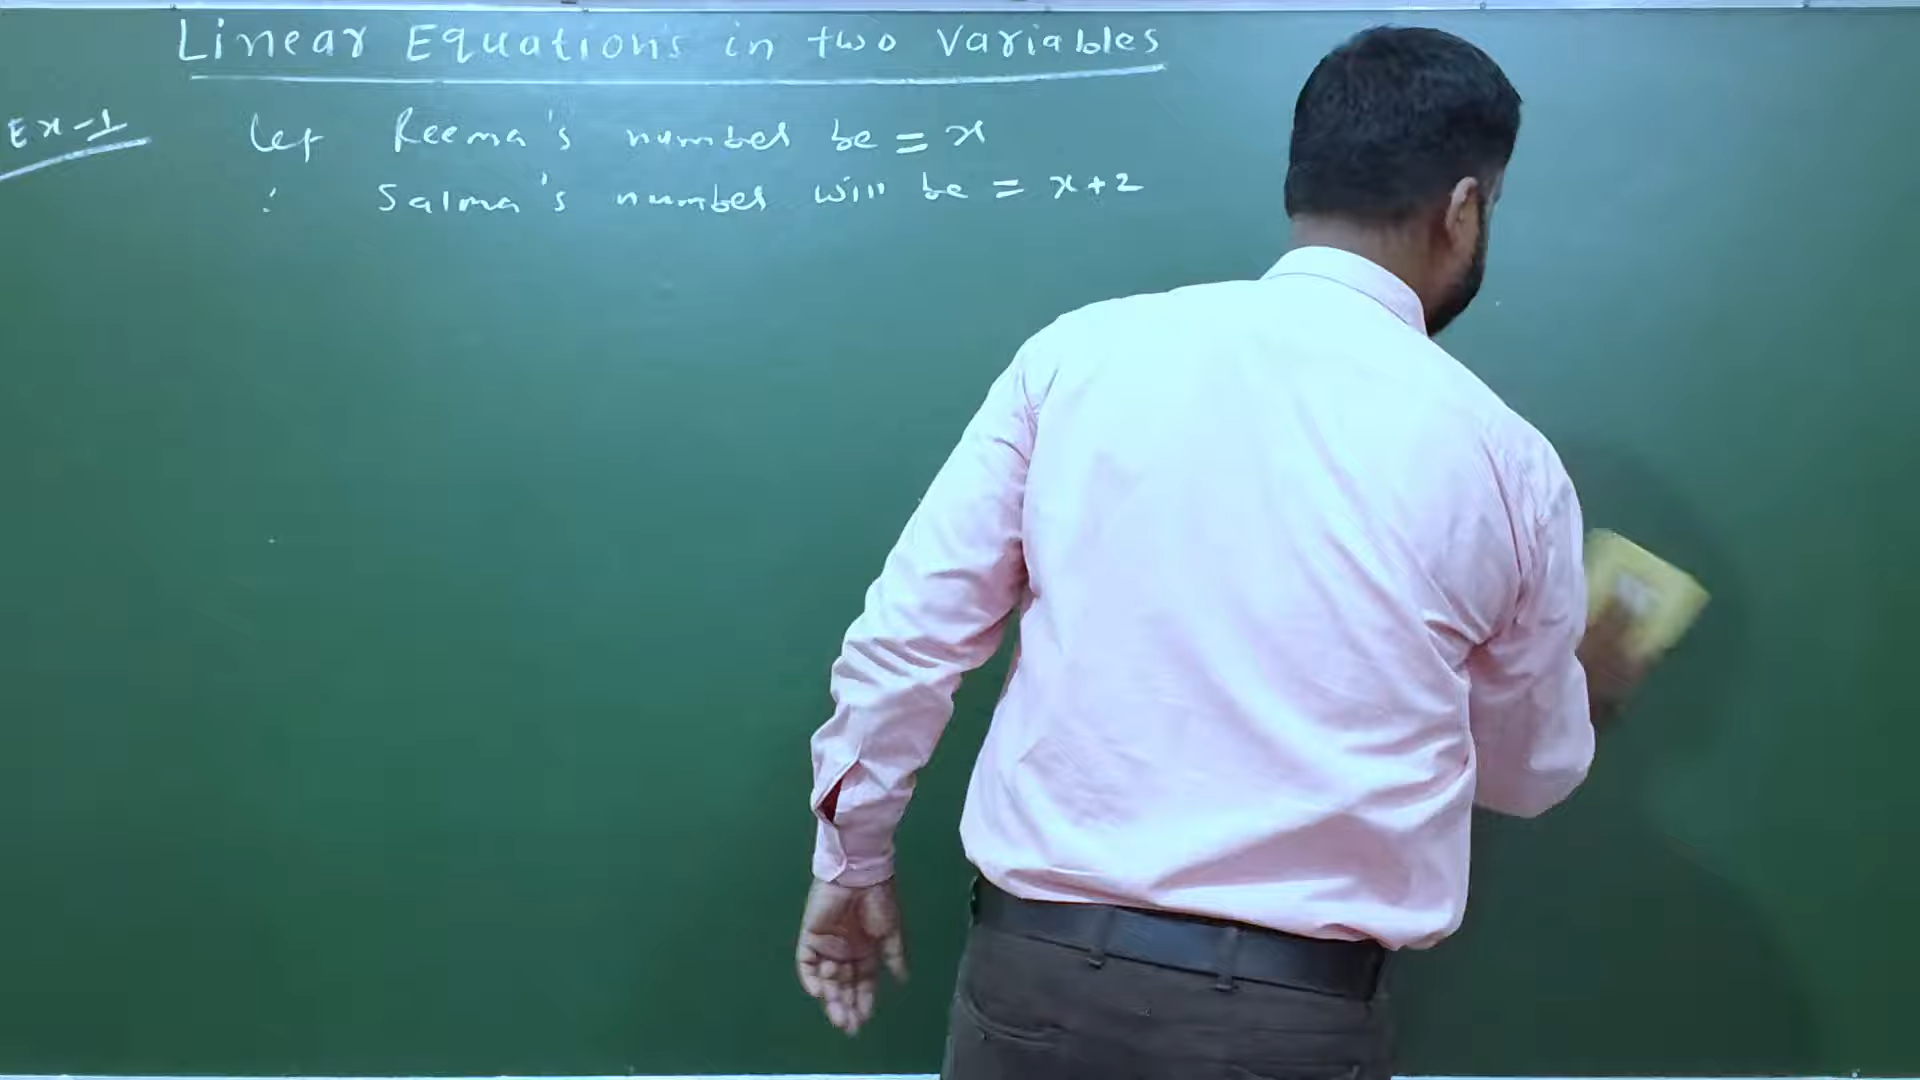 Linear Equations in two Variables
Ex-1
Let Reema's number be = x
∴ Salma's number will be = x+2